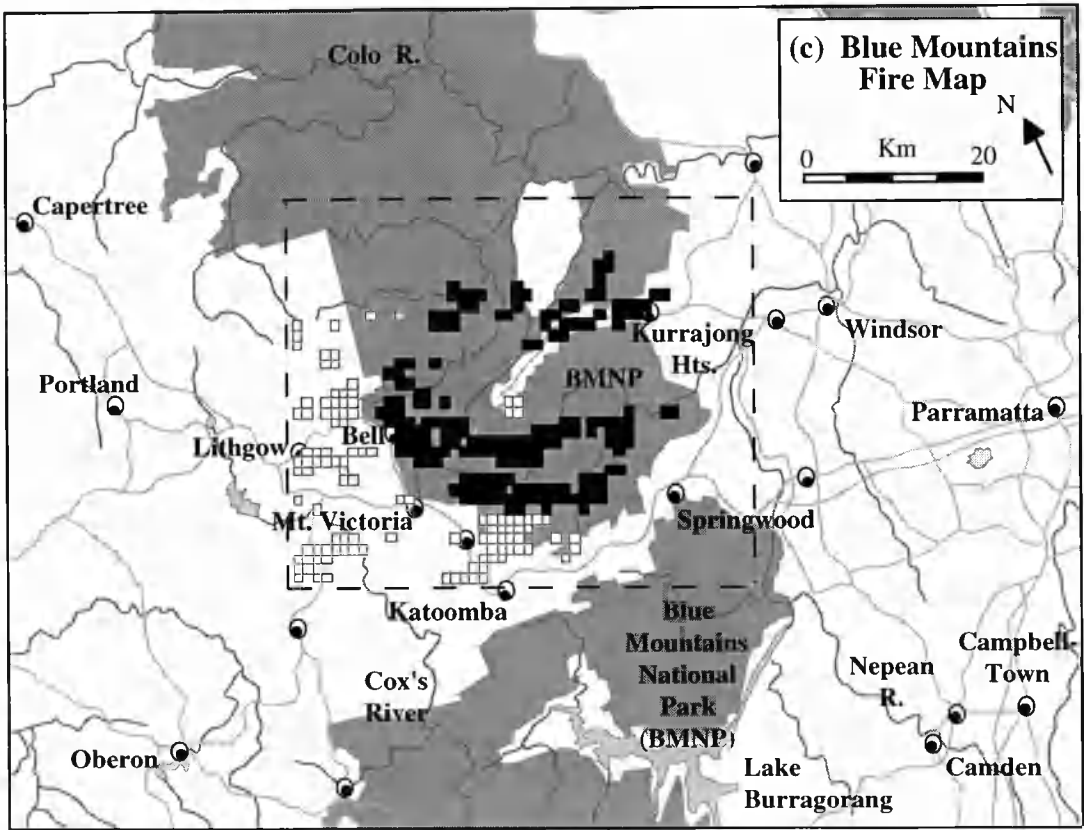 (c) Blue Mountains
Fire Map
N
Km
0 20
Colo R.
Capertree
Kurrajong
Hts.
Windsor
BMNP
Portland
Parramatta
Bell
Lithgow
Mt. Victoria
Springwood
Katoomba
Blue
Mountains
National
Park
(BMNP)
Campbell-
Town
Nepean
R.
Cox's
River
Oberon
Camden
Lake
Burragorang